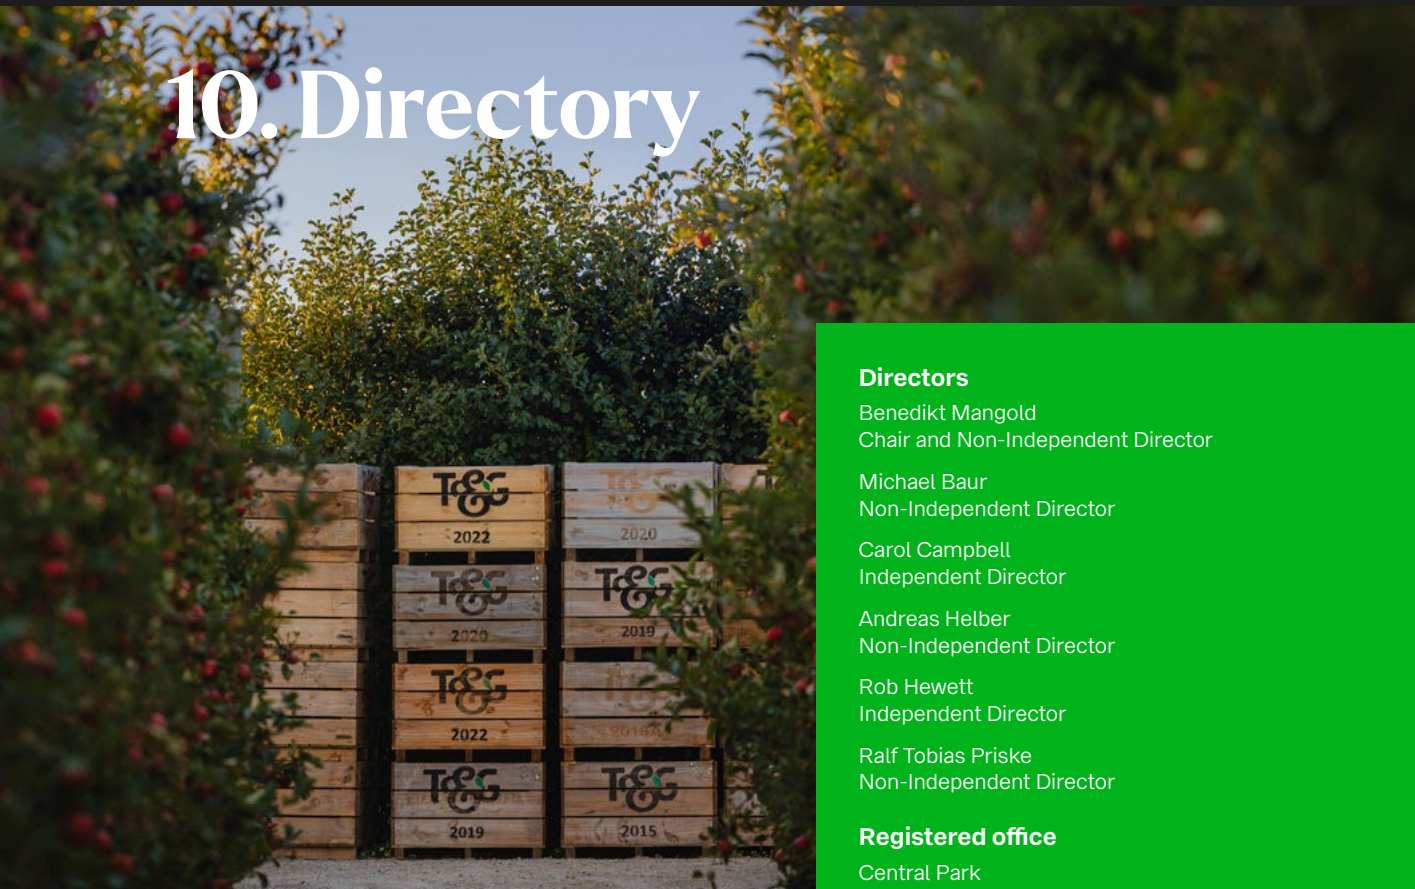 10. Directory
Directors
Benedikt Mangold
Chair and Non-Independent Director
Michael Baur
Non-Independent Director
Carol Campbell
Independent Director
Andreas Helber
Non-Independent Director
Rob Hewett
Independent Director
Ralf Tobias Priske
Non-Independent Director
Registered office
Central Park
T&G
2022
T&G
2020
T&G
2020
T&G
2019
T&G
2022
T&G
2019
T&G
2015